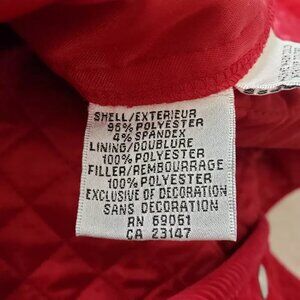 SHELL/EXTERIEUR
96% POLYESTER
4% SPANDEX
LINING/DOUBLURE
100% POLYESTER
FILLER/REMBOURRAGE
100% POLYESTER
EXCLUSIVE OF DECORATION
SANS DECORATION
RN 69061
CA 23147